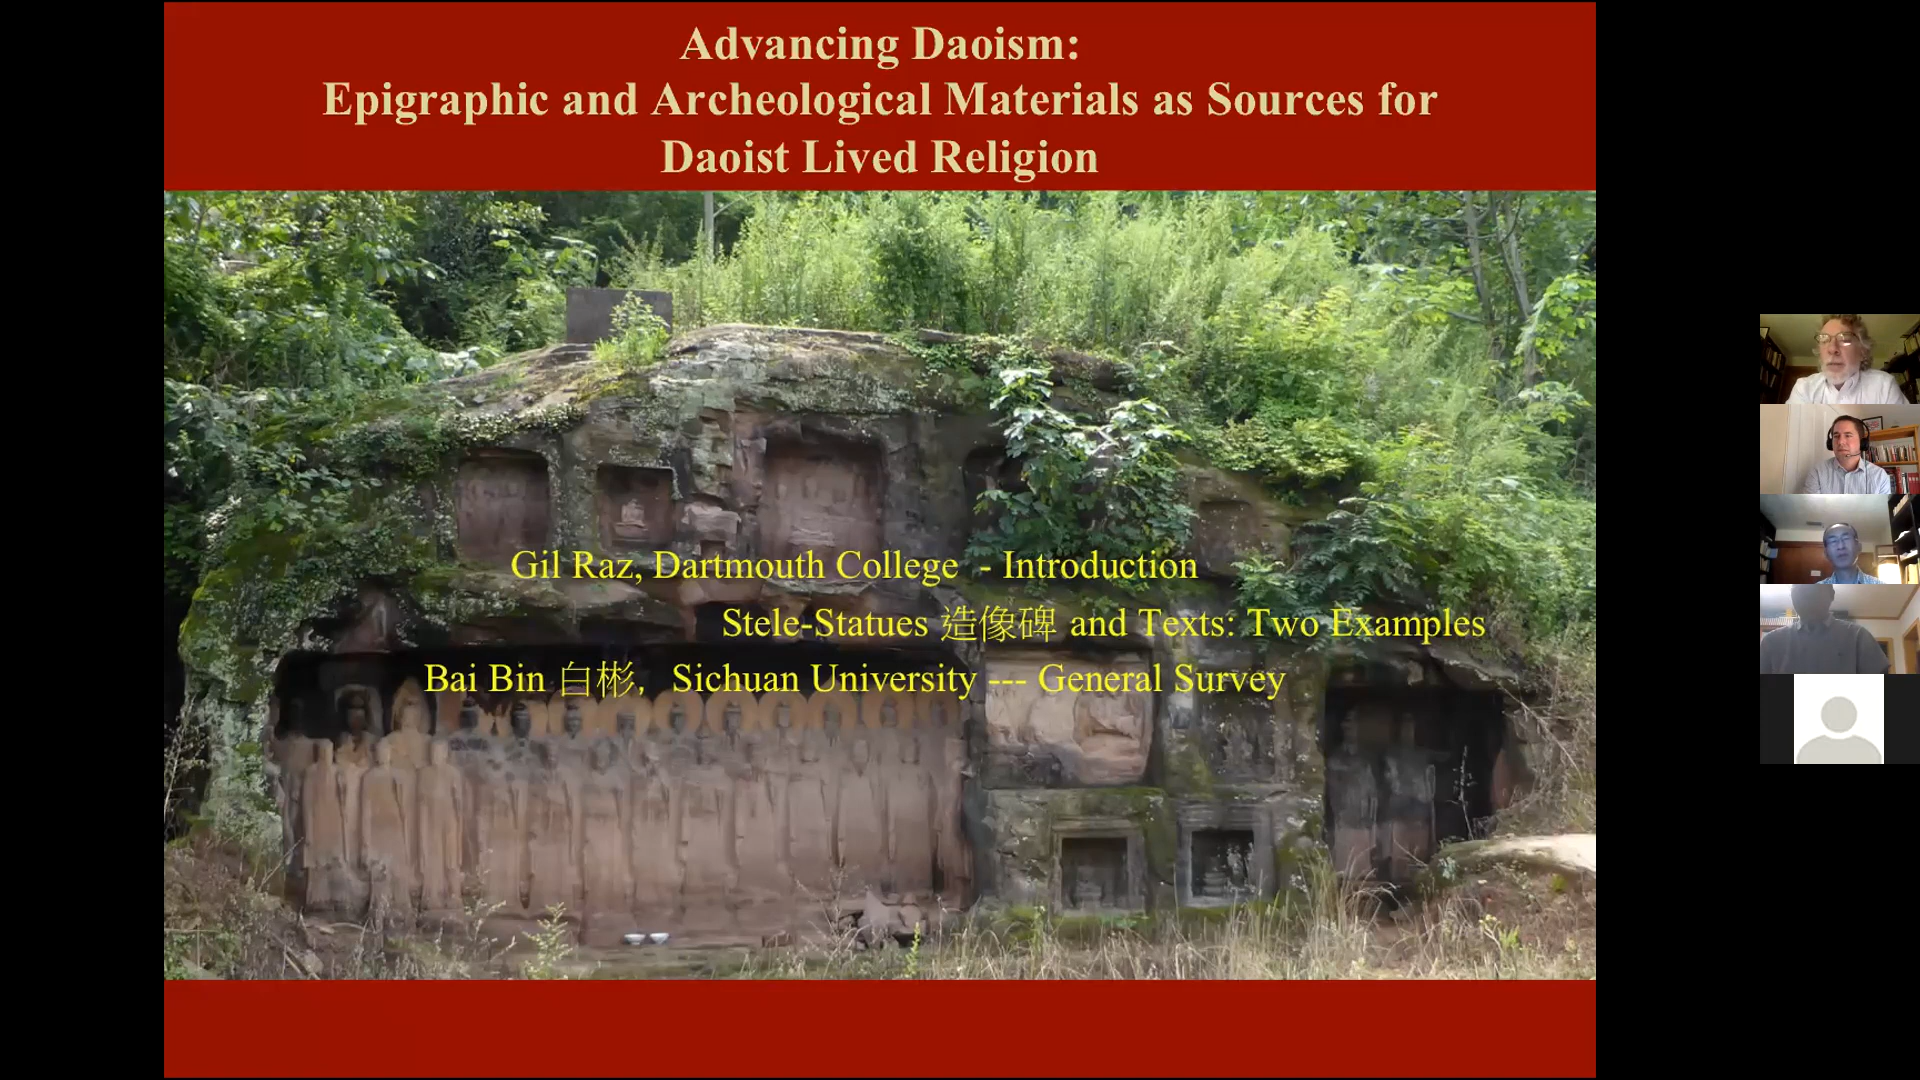 Advancing Daoism:
Epigraphic and Archeological Materials as Sources for
Daoist Lived Religion
Gil Raz, Dartmouth College - Introduction
Stele-Statues 造像碑 and Texts: Two Examples
Bai Bin 白彬, Sichuan University --- General Survey